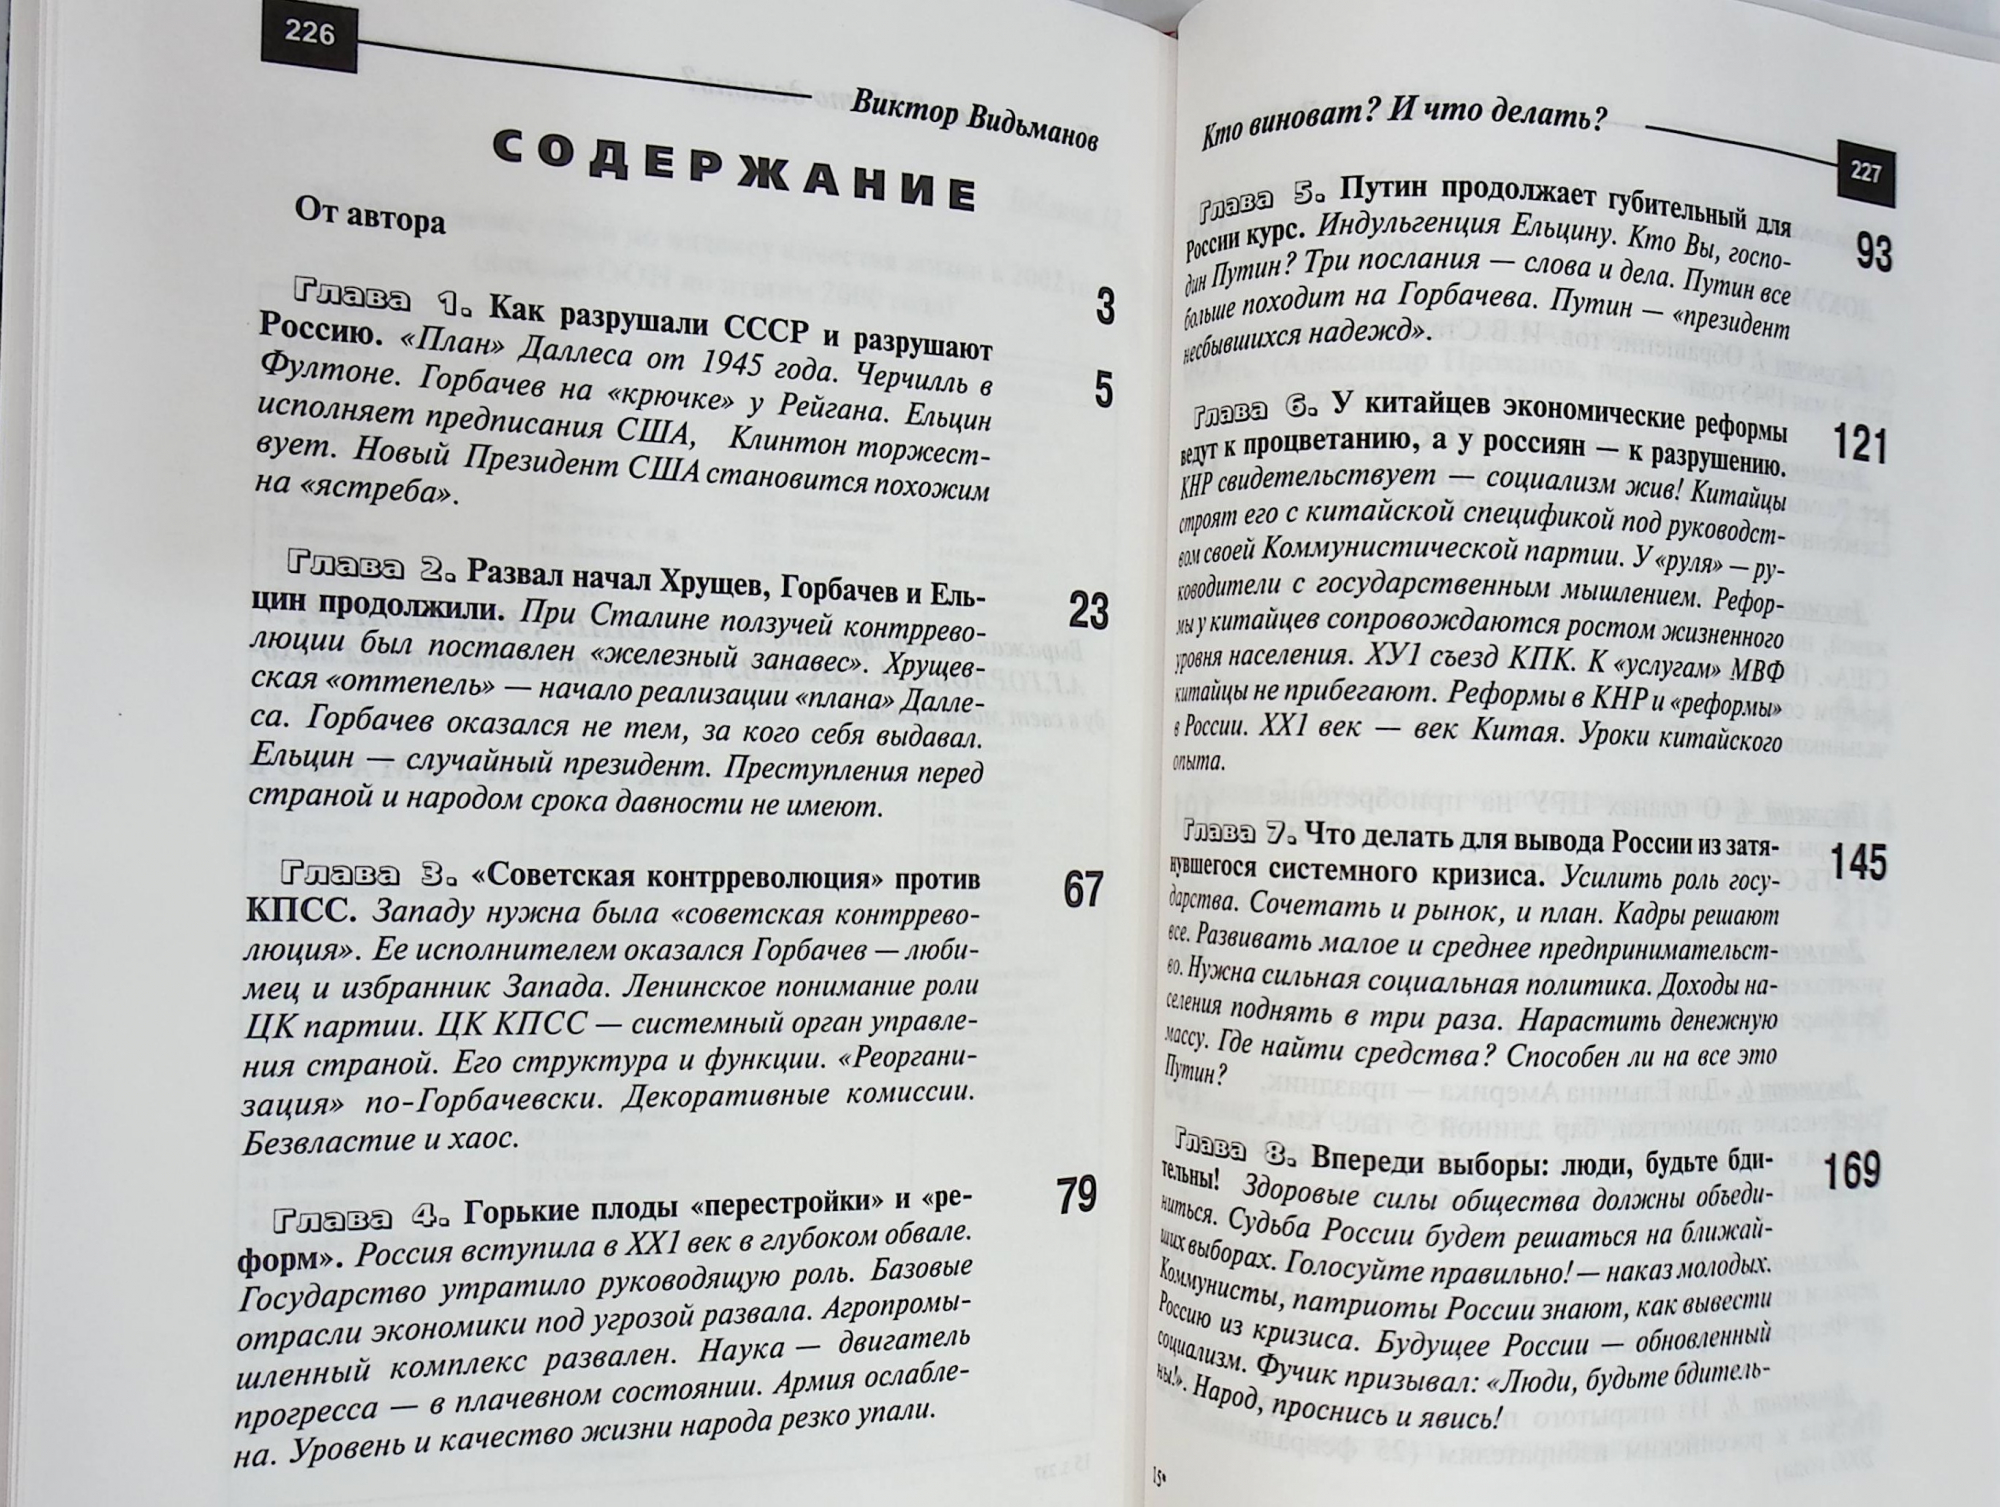 226
Виктор Видьманов
СОДЕРЖАНИЕ
От автора
3
Глава 1. Как разрушали СССР и разрушают
Россию. «План» Даллеса от 1945 года. Черчилль в
5
Фултоне. Горбачев на «крючке» у Рейгана. Ельцин
исполняет предписания США, Клинтон торжест-
вует. Новый Президент США становится похожим
на «ястреба».
Глава 2. Развал начал Хрущев, Горбачев и Ель-
23
цин продолжили. При Сталине ползучей контррево-
люции был поставлен «железный занавес». Хрущев-
ская «оттепель» — начало реализации «плана» Далле-
са. Горбачев оказался не тем, за кого себя выдавал.
Ельцин — случайный президент. Преступления перед
страной и народом срока давности не имеют.
Глава 3. «Советская контрреволюция» против
67
КПСС. Западу нужна была «советская контррево-
люция». Ее исполнителем оказался Горбачев — люби-
мец и избранник Запада. Ленинское понимание роли
ЦК партии. ЦК КПСС — системный орган управле-
ния страной. Его структура и функции. «Реоргани-
зация» по-Горбачевски. Декоративные комиссии.
Безвластие и хаос.
Глава 4. Горькие плоды «перестройки» и «ре-
79
форм». Россия вступила в XX1 век в глубоком обвале.
Государство утратило руководящую роль. Базовые
отрасли экономики под угрозой развала. Агропромы-
шленный комплекс развален. Наука — двигатель
прогресса — в плачевном состоянии. Армия ослабле-
на. Уровень и качество жизни народа резко упали.
Кто виноват? И что делать?
227
Глава 5. Путин продолжает губительный для
России курс. Индульгенция Ельцину. Кто Вы, госпо-
93
дин Путин? Три послания — слова и дела. Путин все
больше походит на Горбачева. Путин — «президент
несбывшихся надежд».
Глава 6. У китайцев экономические реформы
121
ведут к процветанию, а у россиян — к разрушению.
КНР свидетельствует — социализм жив! Китайцы
строят его с китайской спецификой под руководст-
вом своей Коммунистической партии. У «руля» — ру-
ководители с государственным мышлением. Рефор-
мы у китайцев сопровождаются ростом жизненного
уровня населения. ХУ1 съезд КПК. К «услугам» МВФ
китайцы не прибегают. Реформы в КНР и «реформы»
в России. XX1 век — век Китая. Уроки китайского
опыта.
Глава 7. Что делать для вывода России из затя-
145
нувшегося системного кризиса. Усилить роль госу-
дарства. Сочетать и рынок, и план. Кадры решают
все. Развивать малое и среднее предпринимательст-
во. Нужна сильная социальная политика. Доходы на-
селения поднять в три раза. Нарастить денежную
массу. Где найти средства? Способен ли на все это
Путин?
Глава 8. Впереди выборы: люди, будьте бди-
169
тельны! Здоровые силы общества должны объеди-
ниться. Судьба России будет решаться на ближай-
ших выборах. Голосуйте правильно! — наказ молодых.
Коммунисты, патриоты России знают, как вывести
Россию из кризиса. Будущее России — обновленный
социализм. Фучик призывал: «Люди, будьте бдитель-
ны!». Народ, проснись и явись!
15*